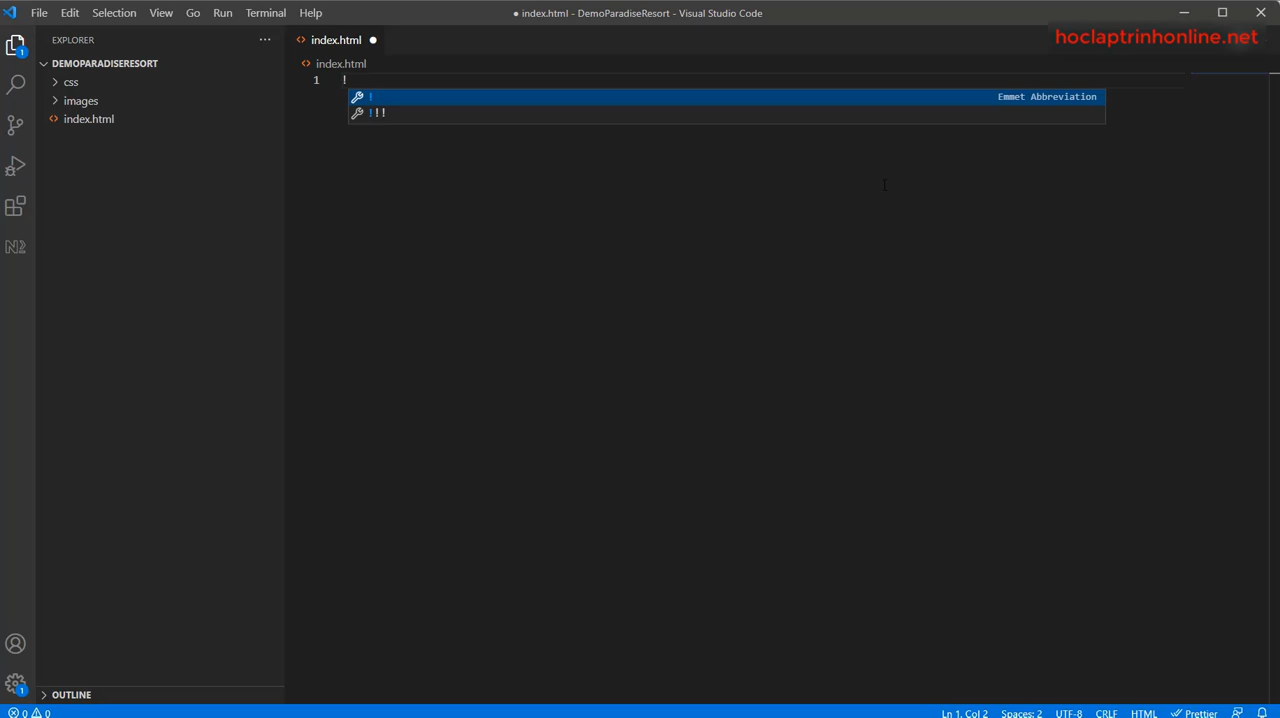 File Edit Selection View Go Run Terminal Help
● index.html - DemoParadiseResort - Visual Studio Code
hoclaptrinhonline.net
EXPLORER ...
index.html ●
1
DEMOPARADISERESORT
index.html
css
1 !
! Emmet Abbreviation
images
!!!
index.html
1
OUTLINE
0 0 Ln 1, Col 2 Spaces: 2 UTF-8 CRLF HTML Prettier